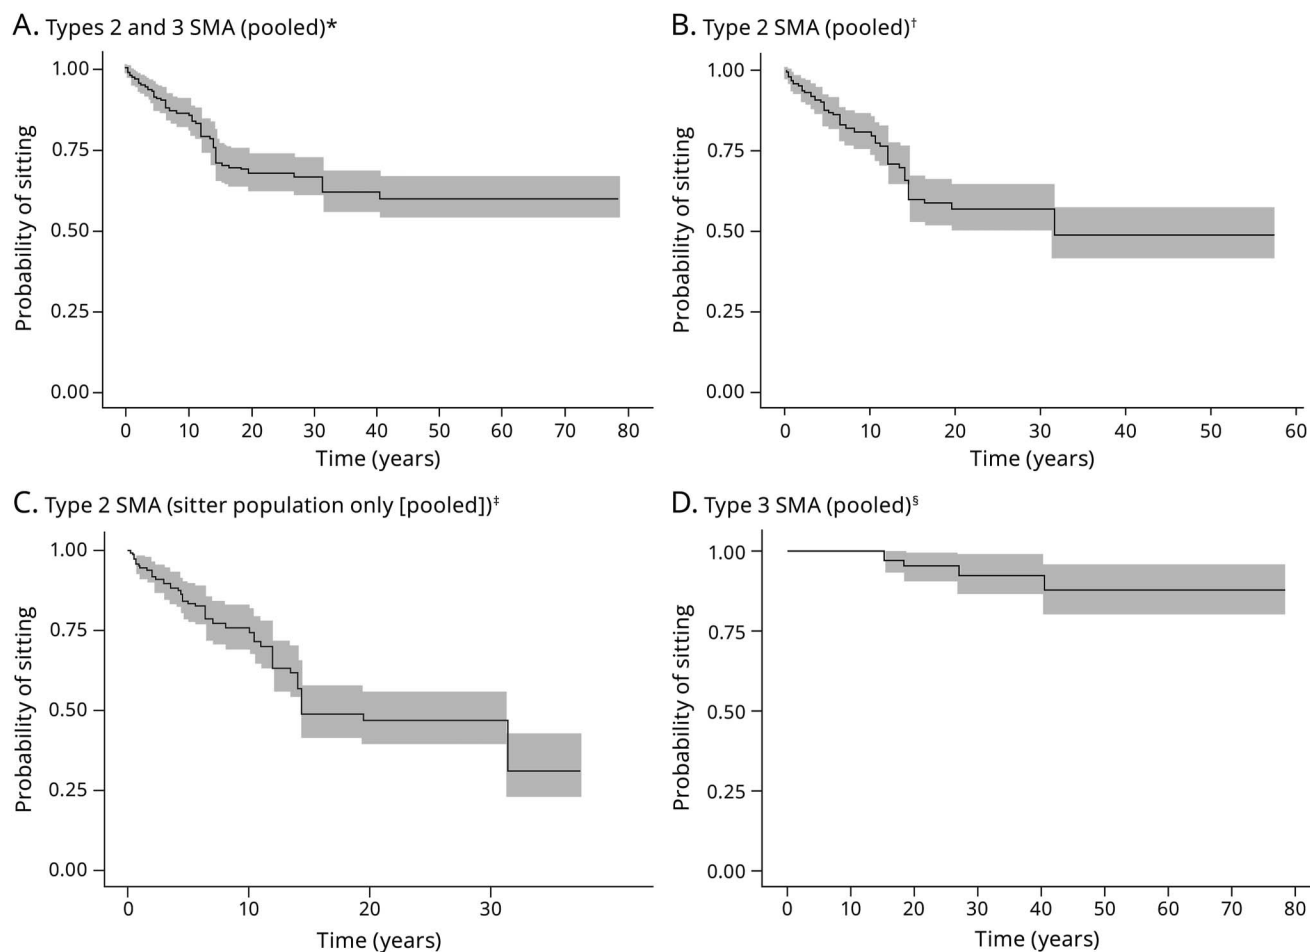 A. Types 2 and 3 SMA (pooled)*
Probability of sitting
1.00
0.75
0.50
0.25
0.00
0 10 20 30 40 50 60 70 80
Time (years)
B. Type 2 SMA (pooled)†
Probability of sitting
1.00
0.75
0.50
0.25
0.00
0 10 20 30 40 50 60
Time (years)
C. Type 2 SMA (sitter population only [pooled])‡
Probability of sitting
1.00
0.75
0.50
0.25
0.00
0 10 20 30
Time (years)
D. Type 3 SMA (pooled)§
Probability of sitting
1.00
0.75
0.50
0.25
0.00
0 10 20 30 40 50 60 70 80
Time (years)